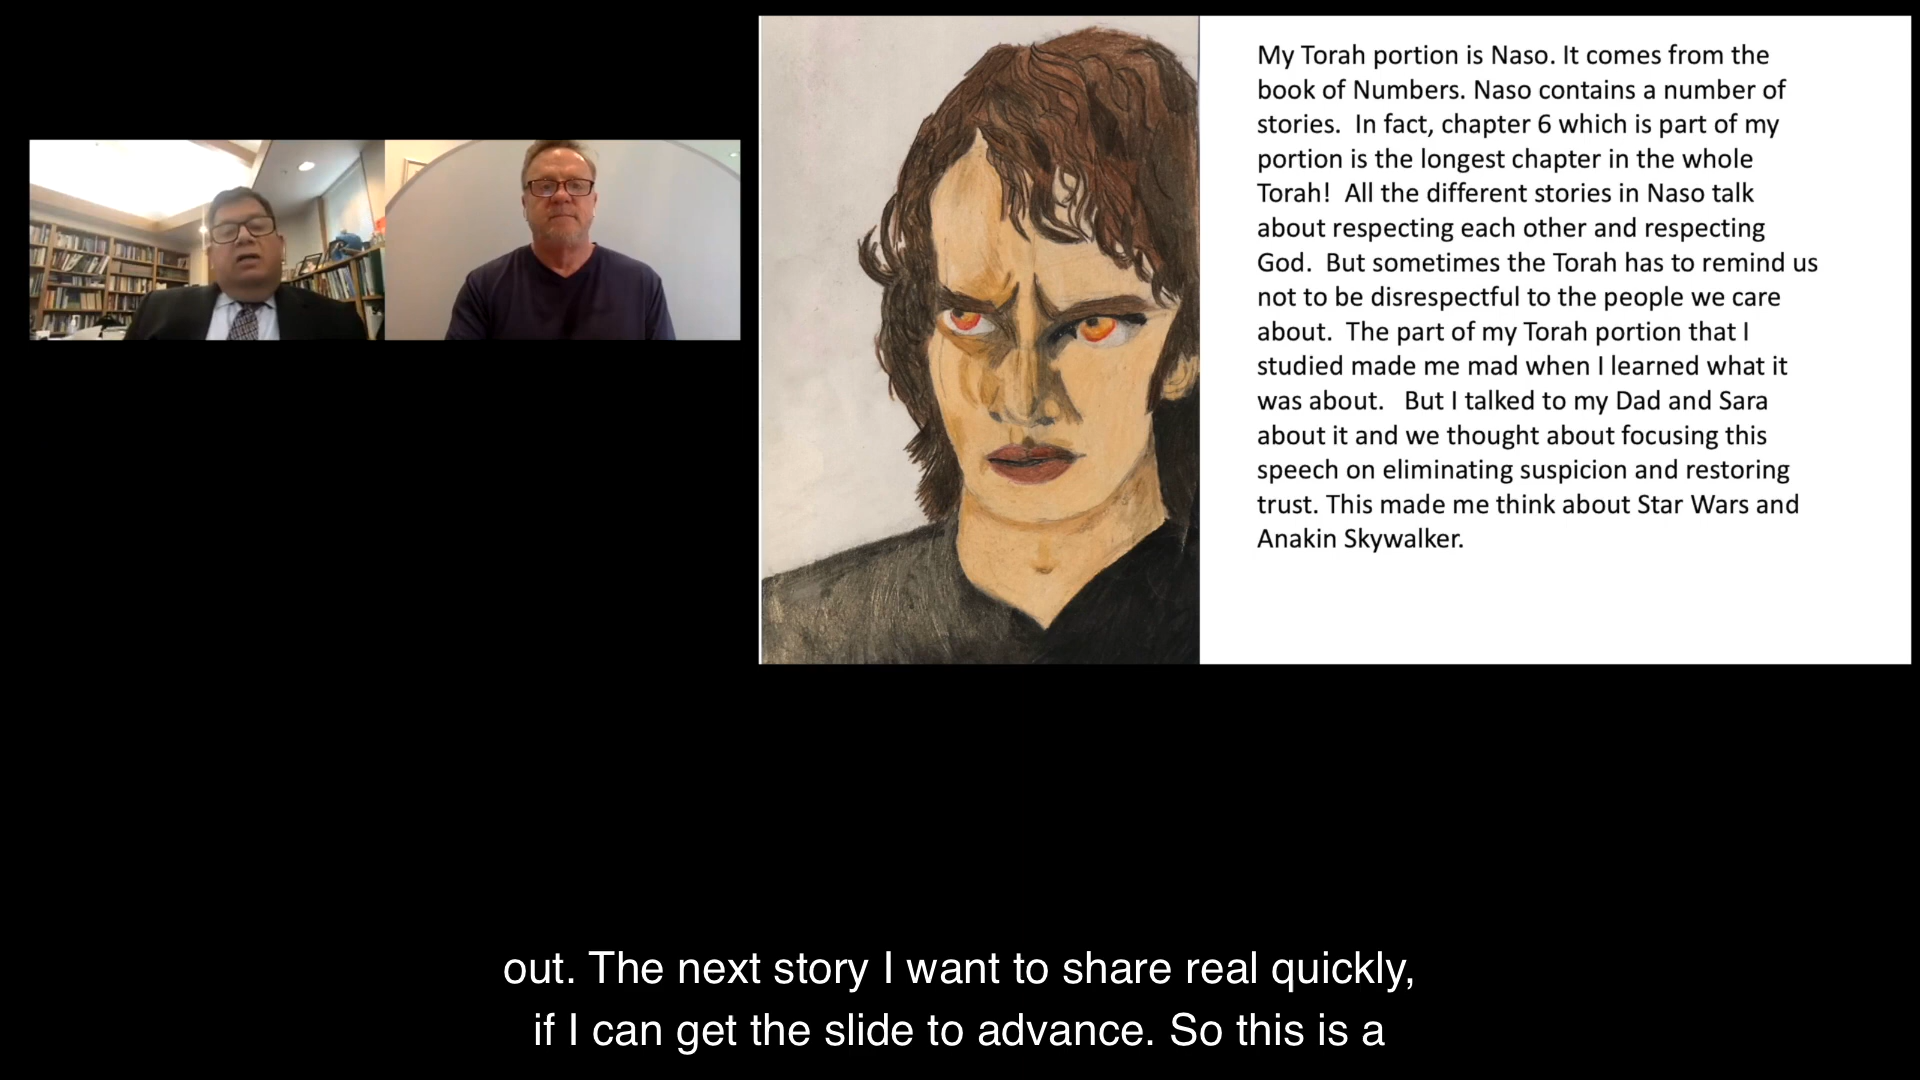 My Torah portion is Naso. It comes from the
book of Numbers. Naso contains a number of
stories.  In fact, chapter 6 which is part of my
portion is the longest chapter in the whole
Torah!  All the different stories in Naso talk
about respecting each other and respecting
God.  But sometimes the Torah has to remind us
not to be disrespectful to the people we care
about.  The part of my Torah portion that I
studied made me mad when I learned what it
was about.   But I talked to my Dad and Sara
about it and we thought about focusing this
speech on eliminating suspicion and restoring
trust. This made me think about Star Wars and
Anakin Skywalker.
out. The next story I want to share real quickly,
if I can get the slide to advance. So this is a